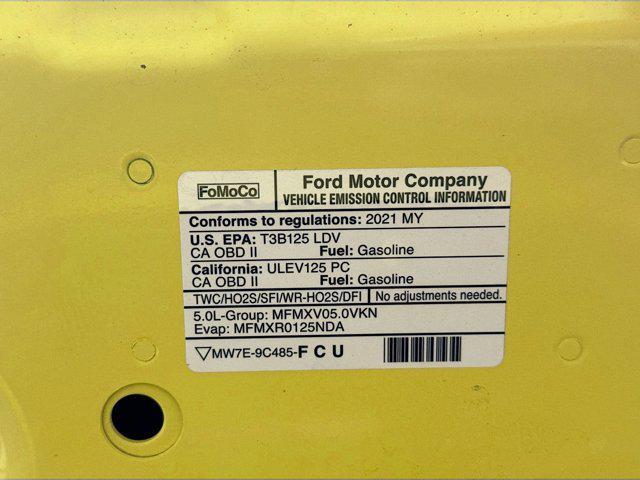 FoMoCo
Ford Motor Company
VEHICLE EMISSION CONTROL INFORMATION
Conforms to regulations: 2021 MY
U.S. EPA: T3B125 LDV
CA OBD II Fuel: Gasoline
California: ULEV125 PC
CA OBD II Fuel: Gasoline
TWC/HO2S/SFI/WR-HO2S/DFI No adjustments needed.
5.0L-Group: MFMXV05.0VKN
Evap: MFMXR0125NDA
MW7E-9C485-F C U